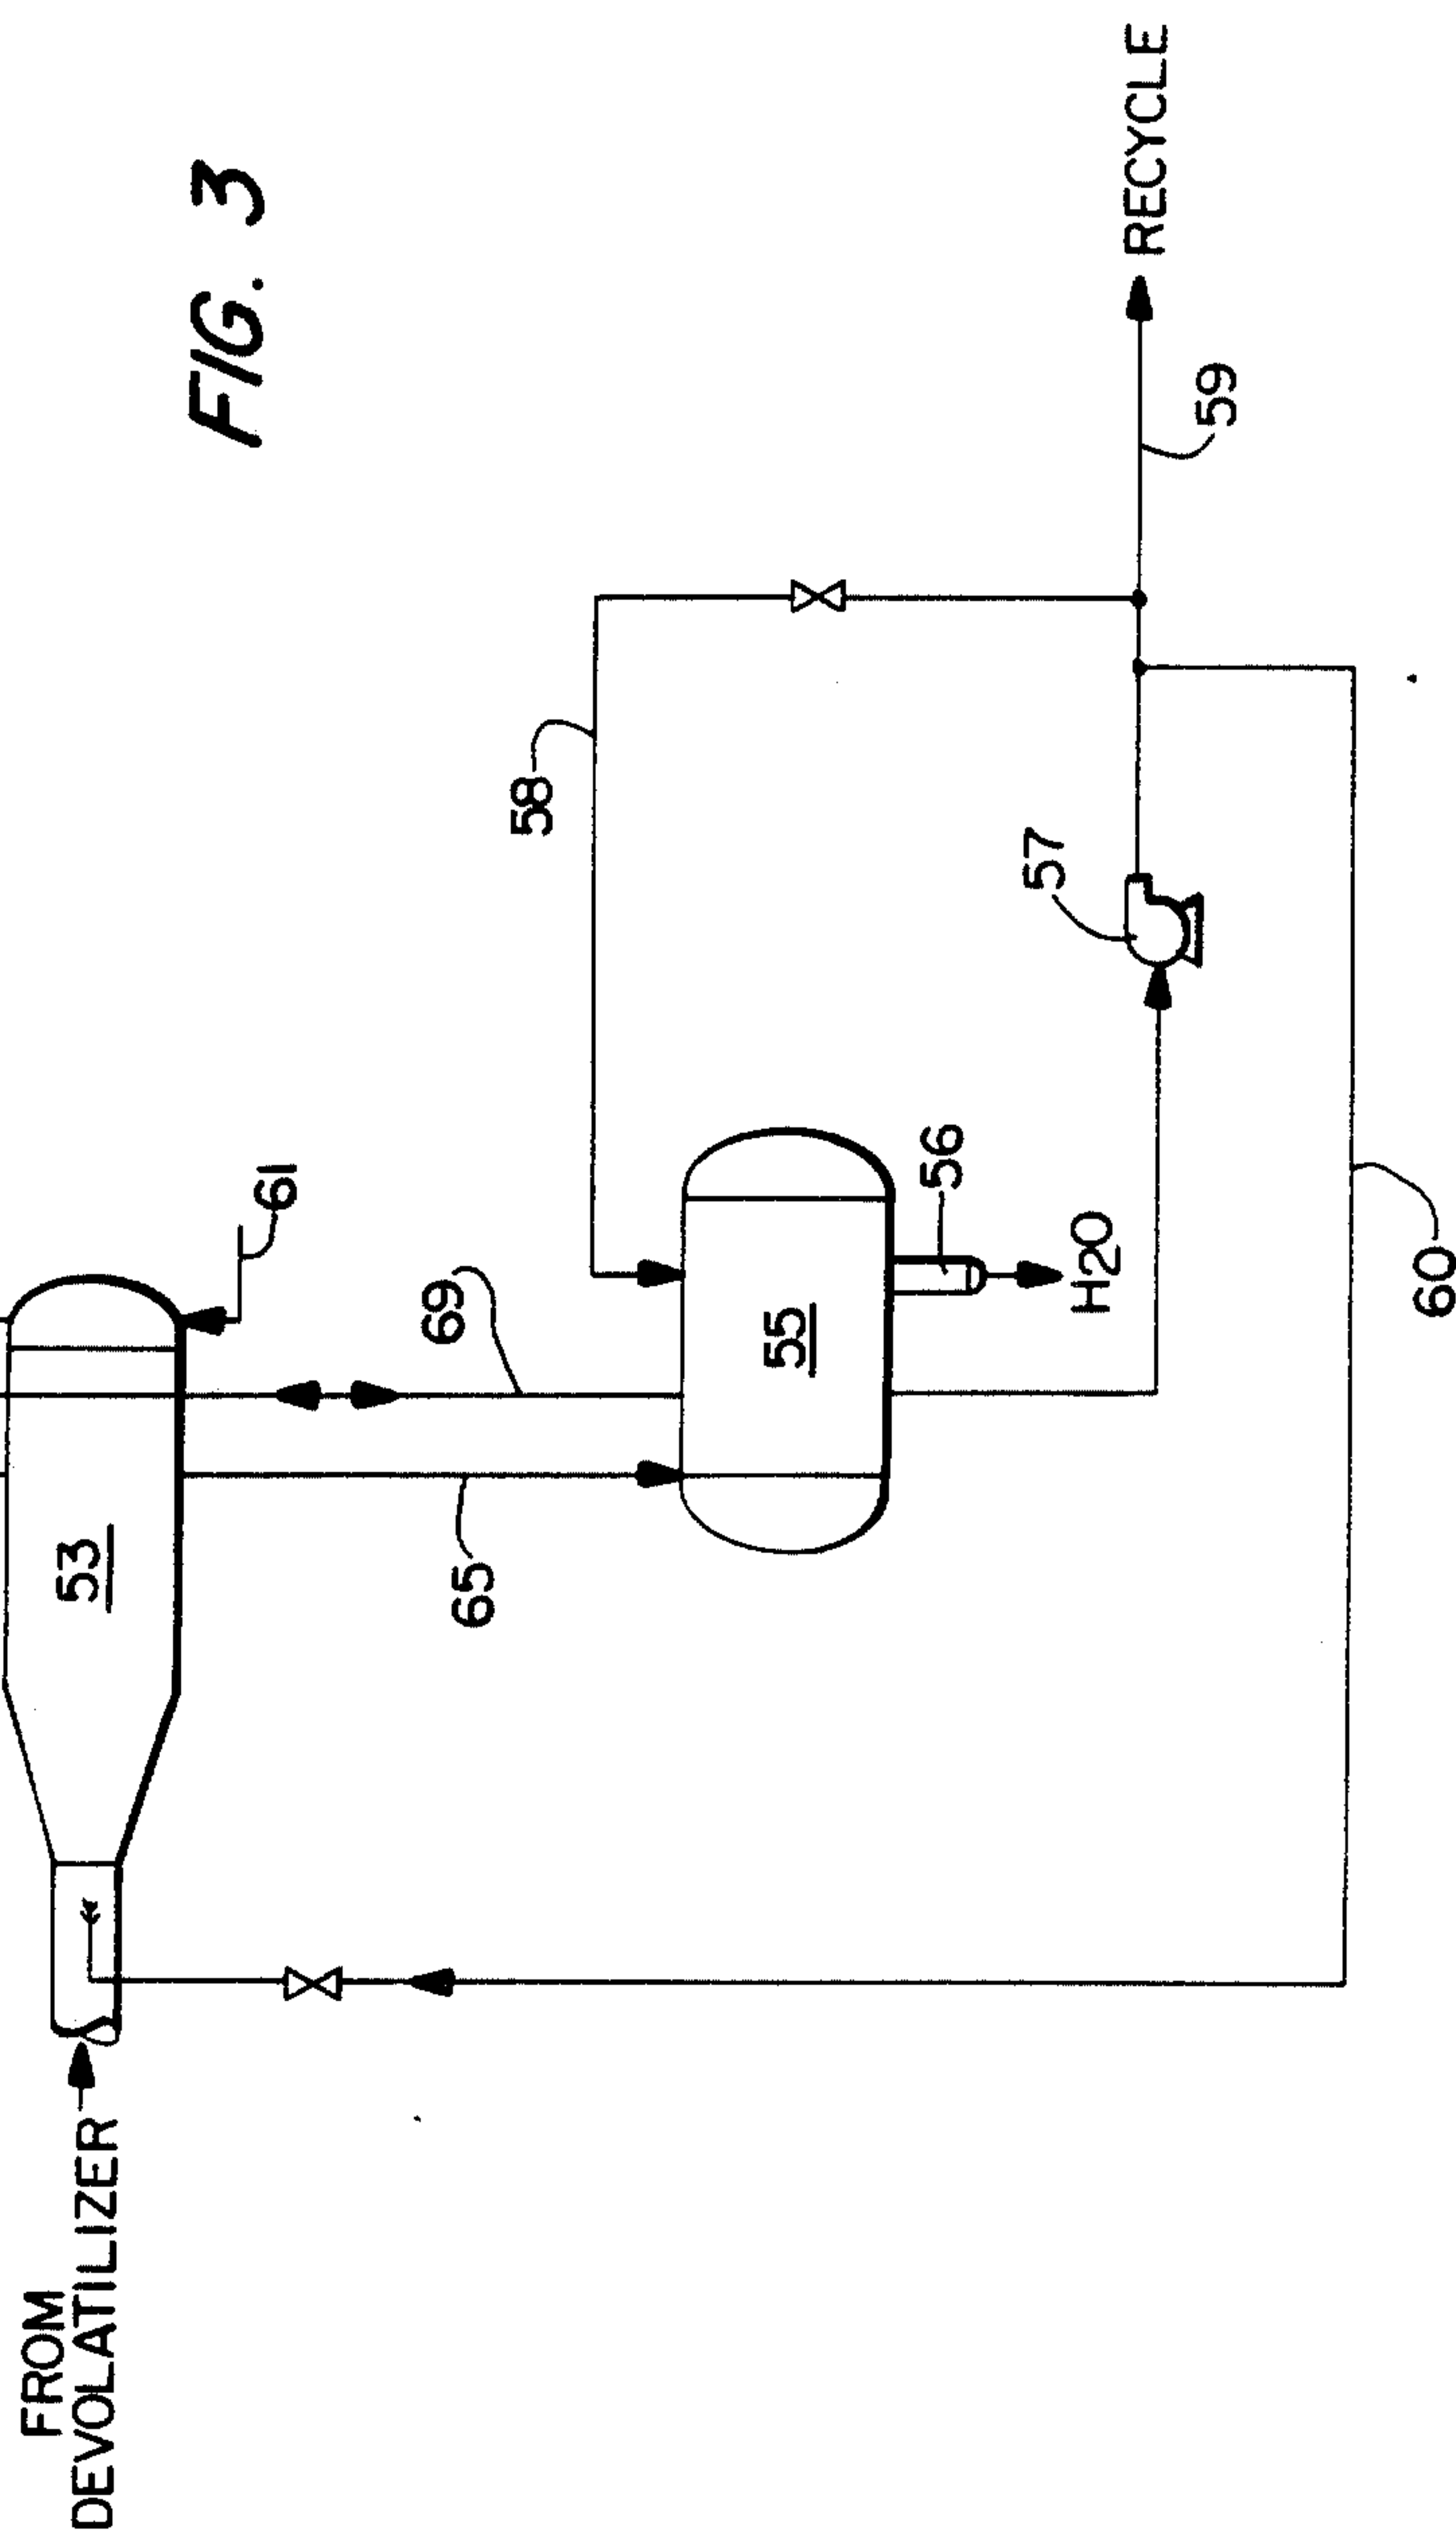 FIG. 3
FROM
DEVOLATILIZER
53
61
65
69
58
55
56
H2O
57
59
RECYCLE
60